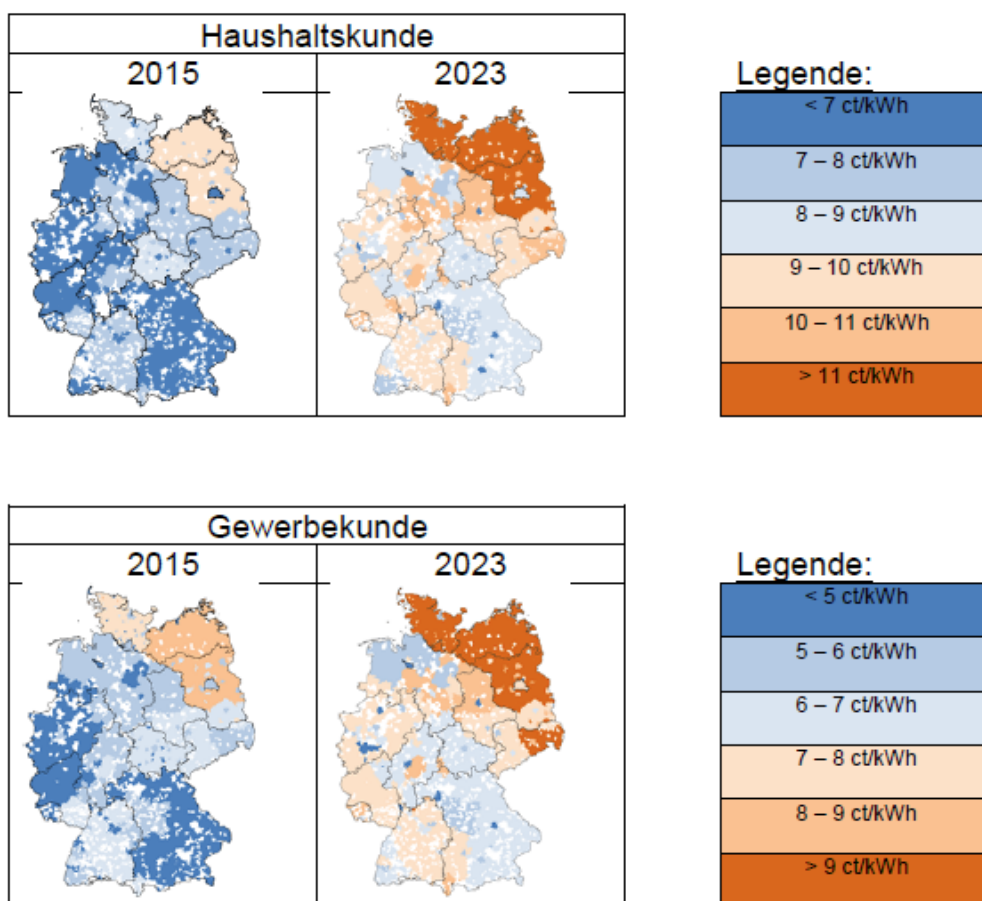 Haushaltskunde
2015
2023
Legende:
< 7 ct/kWh
7 – 8 ct/kWh
8 – 9 ct/kWh
9 – 10 ct/kWh
10 – 11 ct/kWh
> 11 ct/kWh
Gewerbekunde
2015
2023
Legende:
< 5 ct/kWh
5 – 6 ct/kWh
6 – 7 ct/kWh
7 – 8 ct/kWh
8 – 9 ct/kWh
> 9 ct/kWh